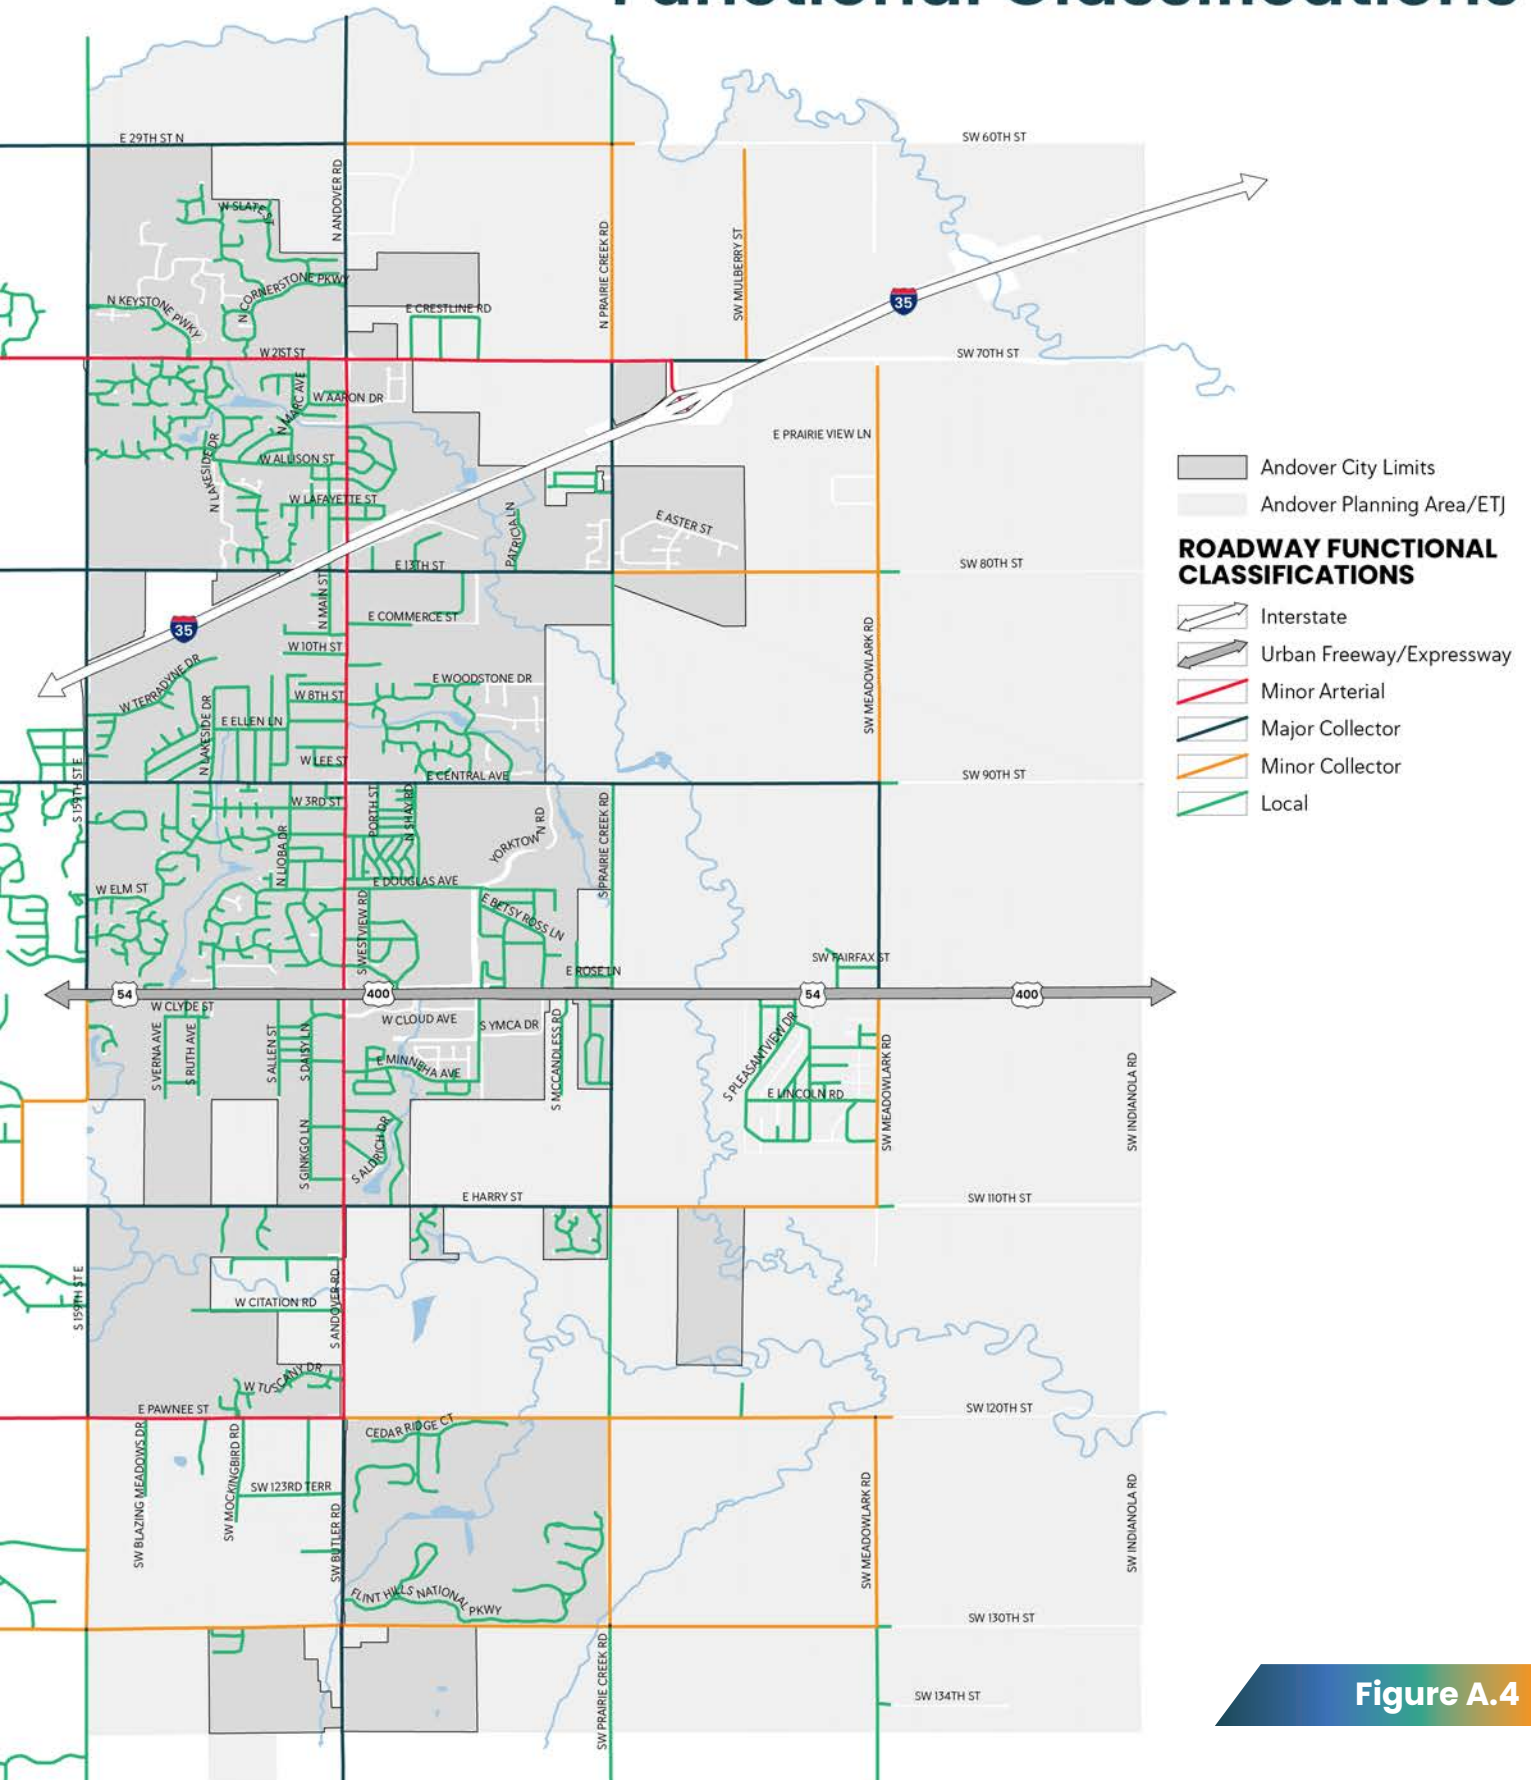 Functional Classifications
E 29TH ST N
SW 60TH ST
N ANDOVER RD
W SLATE ST
N CORNERSTONE PKWY
N KEYSTONE PWKY
E CRESTLINE RD
N PRAIRIE CREEK RD
SW MULBERRY ST
35
W 21ST ST
SW 70TH ST
N MARC AVE
W AARON DR
E PRAIRIE VIEW LN
N LAKESIDE DR
W ALLISON ST
W LAFAYETTE ST
PATRICIA LN
E ASTER ST
E 13TH ST
SW 80TH ST
N MAIN ST
E COMMERCE ST
35
W 10TH ST
W TERRADYNE DR
E WOODSTONE DR
W 8TH ST
N LAKESIDE DR
E ELLEN LN
SW MEADOWLARK RD
W LEE ST
E CENTRAL AVE
SW 90TH ST
S 159TH ST E
W 3RD ST
PORTH ST
N SHAY RD
N LIOBA DR
YORKTOWN RD
S PRAIRIE CREEK RD
W ELM ST
E DOUGLAS AVE
S WESTVIEW RD
E BETSY ROSS LN
E ROSE LN
SW FAIRFAX ST
54
400
54
400
W CLYDE ST
W CLOUD AVE
S YMCA DR
S VERNA AVE
S RUTH AVE
S ALLEN ST
S DAISY LN
E MINNEHA AVE
S MCCANDLESS RD
S PLEASANTVIEW DR
E LINCOLN RD
SW MEADOWLARK RD
SW INDIANOLA RD
S GINKGO LN
S ALDRICH DR
E HARRY ST
SW 110TH ST
S 159TH ST E
W CITATION RD
S ANDOVER RD
W TUSCANY DR
E PAWNEE ST
SW 120TH ST
CEDAR RIDGE CT
SW BLAZING MEADOWS DR
SW MOCKINGBIRD RD
SW 123RD TERR
SW BUTLER RD
SW MEADOWLARK RD
SW INDIANOLA RD
FLINT HILLS NATIONAL PKWY
SW 130TH ST
SW PRAIRIE CREEK RD
SW 134TH ST
Andover City Limits
Andover Planning Area/ETJ
ROADWAY FUNCTIONAL
CLASSIFICATIONS
Interstate
Urban Freeway/Expressway
Minor Arterial
Major Collector
Minor Collector
Local
Figure A.4